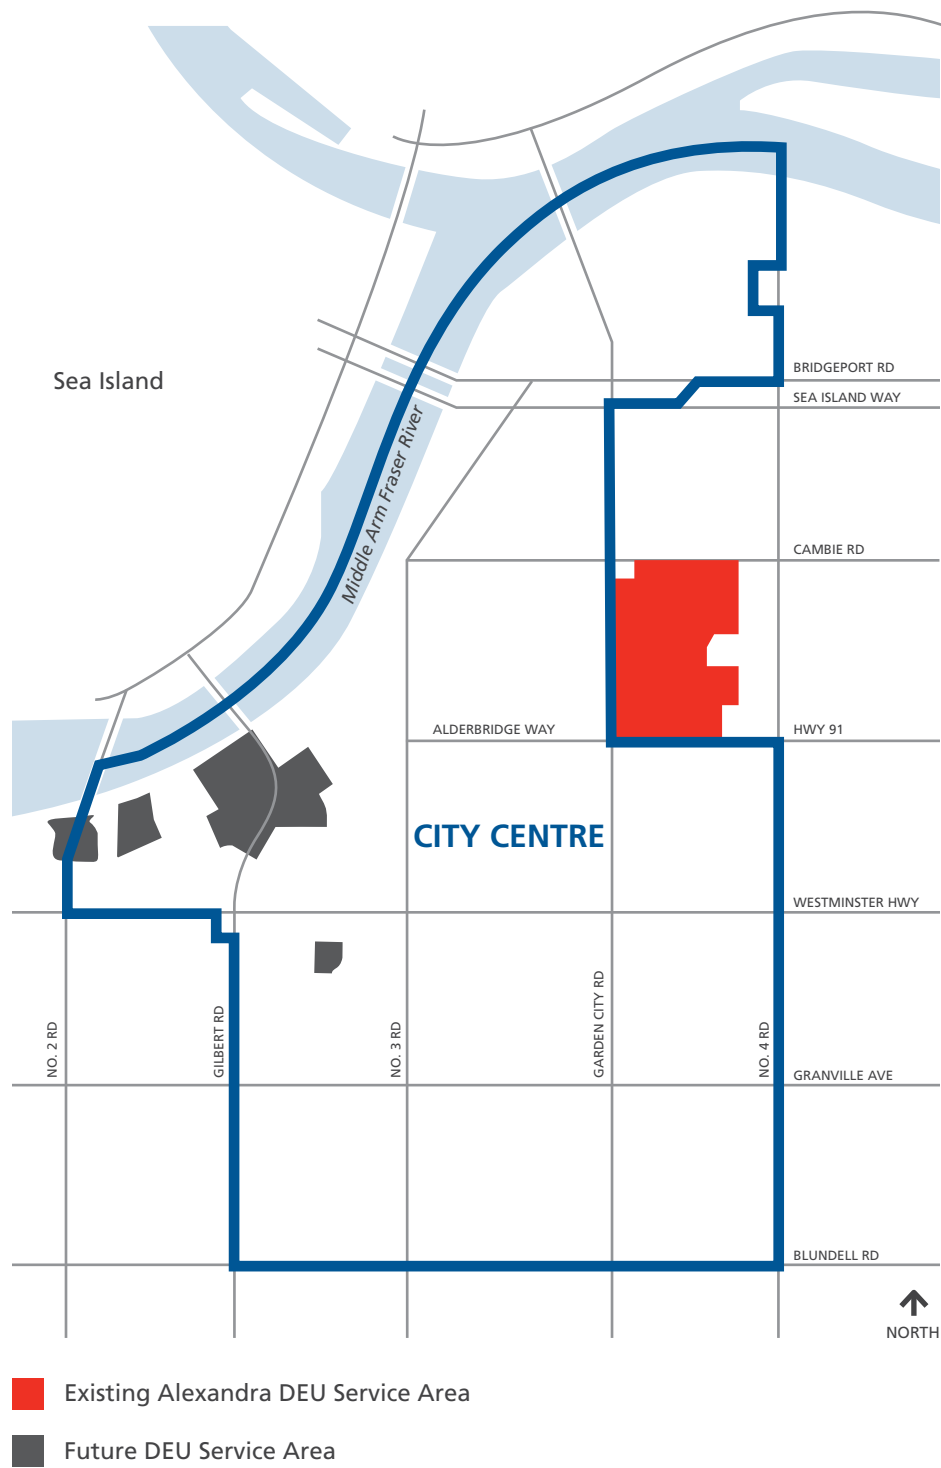 Sea Island
BRIDGEPORT RD
SEA ISLAND WAY
Middle Arm Fraser River
CAMBIE RD
ALDERBRIDGE WAY
HWY 91
CITY CENTRE
WESTMINSTER HWY
NO. 2 RD
GILBERT RD
NO. 3 RD
GARDEN CITY RD
NO. 4 RD
GRANVILLE AVE
BLUNDELL RD
NORTH
Existing Alexandra DEU Service Area
Future DEU Service Area